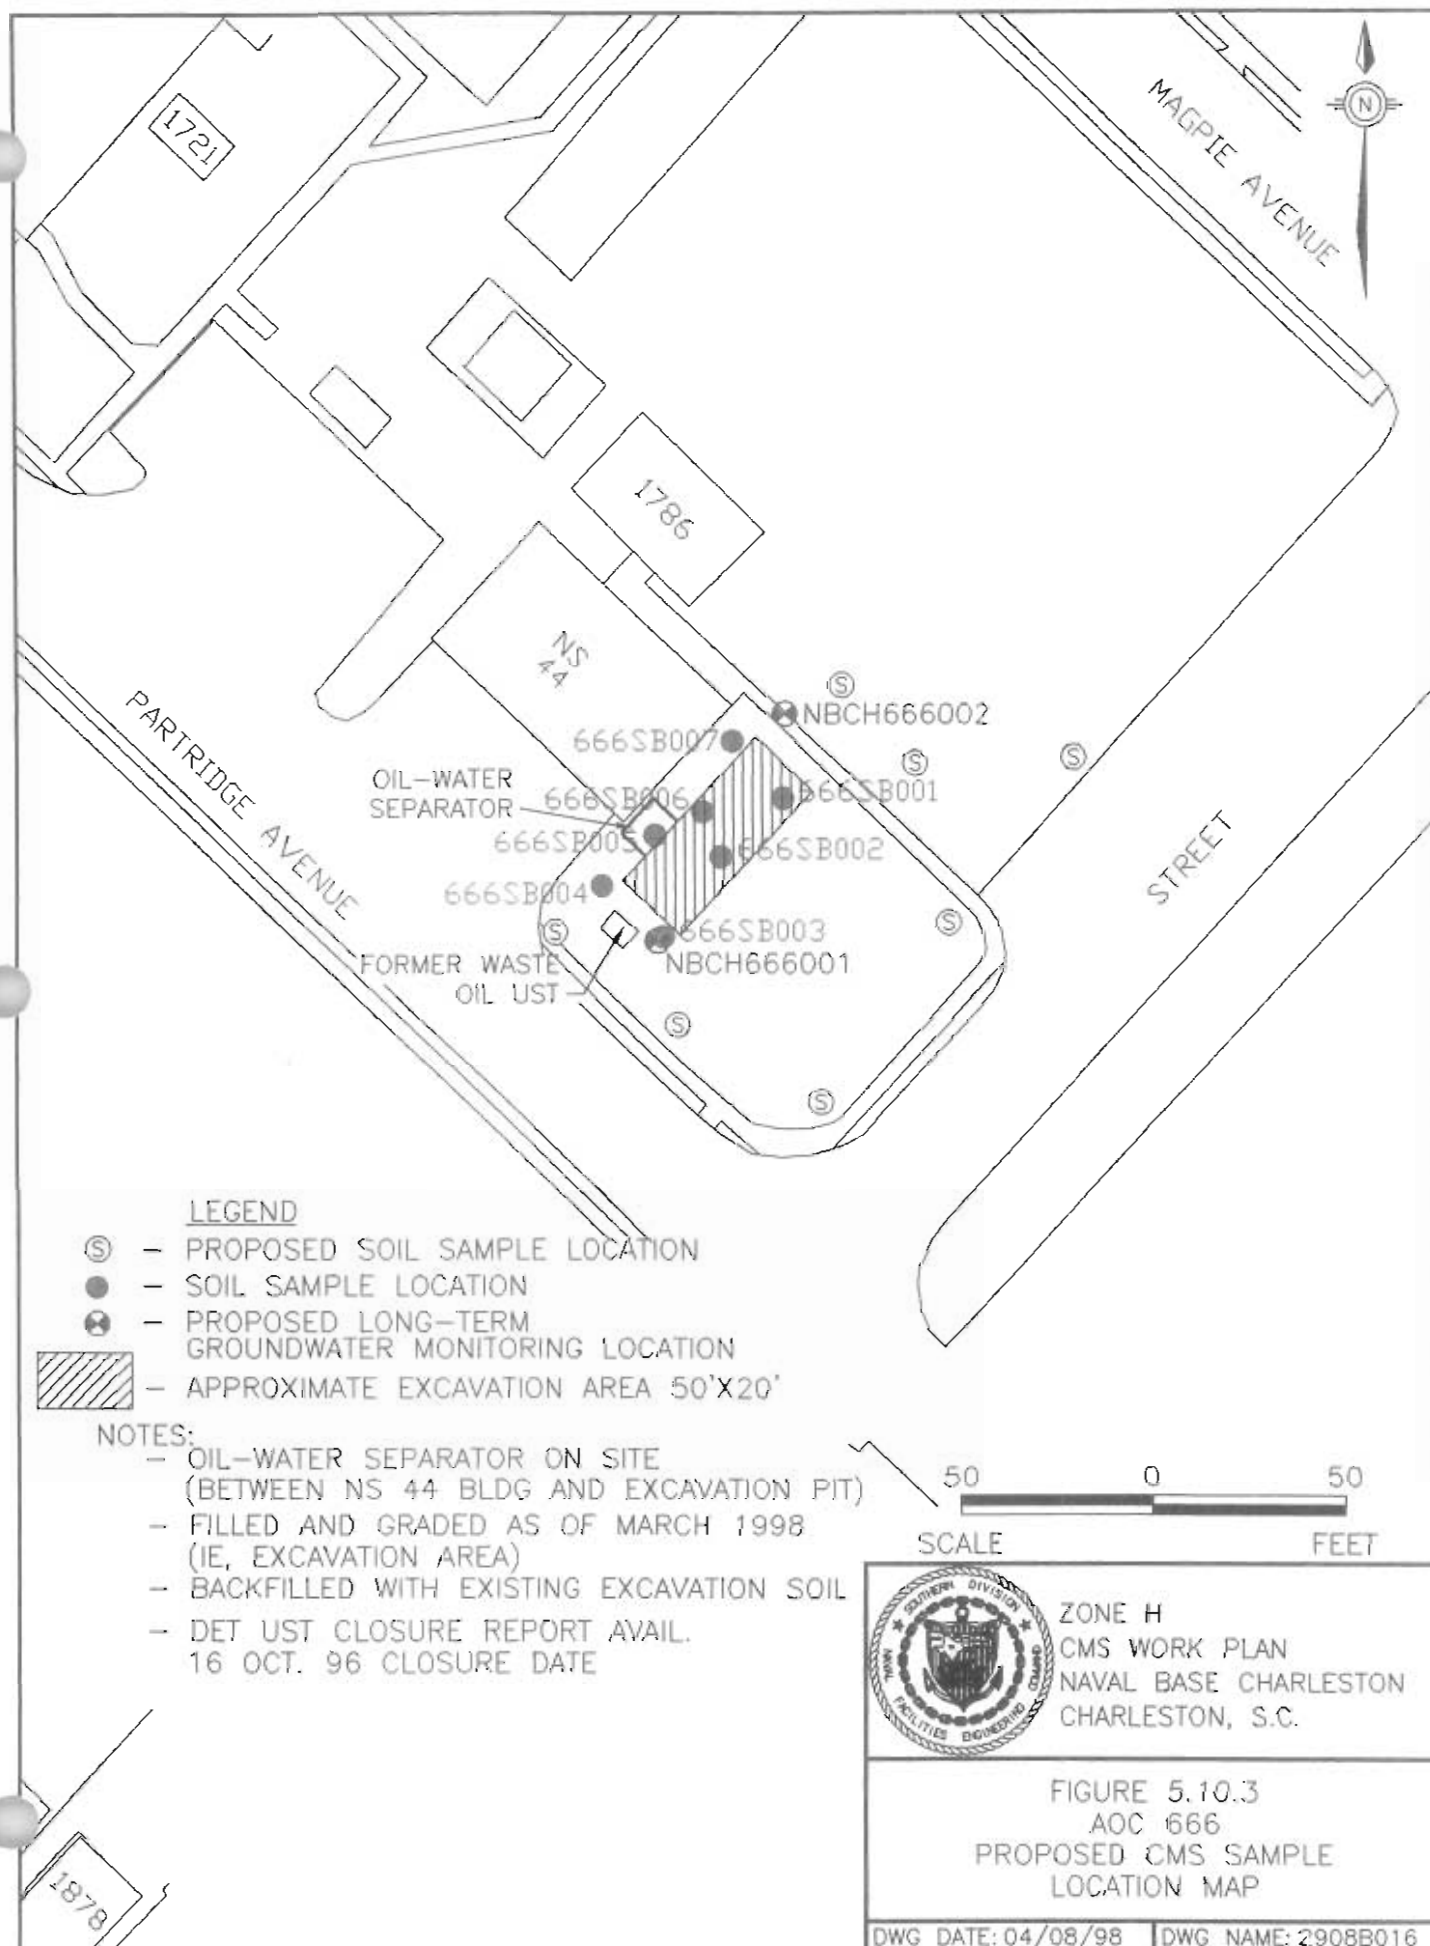 1721
MAGPIE AVENUE
N
1786
NS
44
PARTRIDGE AVENUE
S
NBCH666002
666SB007
S
S
OIL-WATER
SEPARATOR
666SB006
666SB001
666SB005
666SB002
STREET
666SB004
S
S
666SB003
NBCH666001
FORMER WASTE
OIL UST
S
S
LEGEND
S - PROPOSED SOIL SAMPLE LOCATION
- SOIL SAMPLE LOCATION
- PROPOSED LONG-TERM
GROUNDWATER MONITORING LOCATION
- APPROXIMATE EXCAVATION AREA 50'X20'
NOTES:
- OIL-WATER SEPARATOR ON SITE
(BETWEEN NS 44 BLDG AND EXCAVATION PIT)
- FILLED AND GRADED AS OF MARCH 1998
(IE, EXCAVATION AREA)
- BACKFILLED WITH EXISTING EXCAVATION SOIL
- DET UST CLOSURE REPORT AVAIL.
16 OCT. 96 CLOSURE DATE
50 0 50
SCALE FEET
SOUTHERN DIVISION
NAVAL FACILITIES ENGINEERING
ZONE H
CMS WORK PLAN
NAVAL BASE CHARLESTON
CHARLESTON, S.C.
FIGURE 5.10.3
AOC 666
PROPOSED CMS SAMPLE
LOCATION MAP
DWG DATE: 04/08/98 DWG NAME: 2908B016
1878